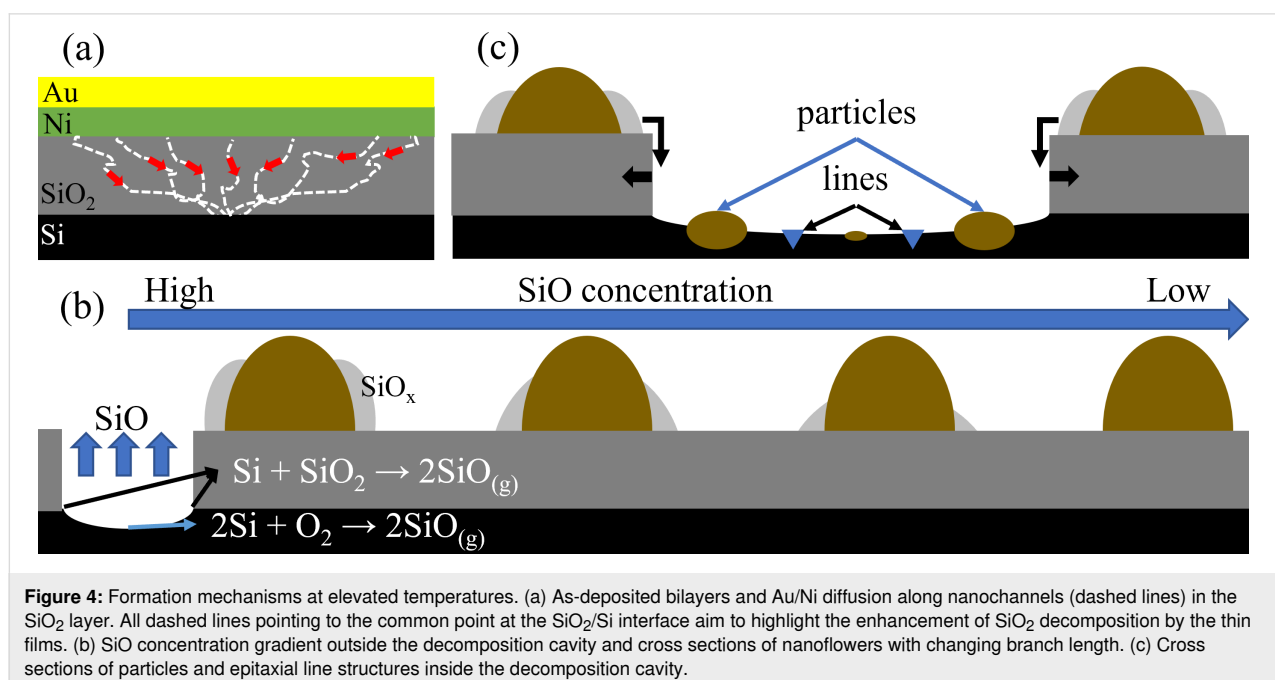 (a)
Au
Ni
SiO₂
Si
(c)
particles
lines
(b)
High SiO concentration Low
SiOₓ
SiO
Si + SiO₂ → 2SiO₍g₎
2Si + O₂ → 2SiO₍g₎
Figure 4: Formation mechanisms at elevated temperatures. (a) As-deposited bilayers and Au/Ni diffusion along nanochannels (dashed lines) in the
SiO₂ layer. All dashed lines pointing to the common point at the SiO₂/Si interface aim to highlight the enhancement of SiO₂ decomposition by the thin
films. (b) SiO concentration gradient outside the decomposition cavity and cross sections of nanoflowers with changing branch length. (c) Cross
sections of particles and epitaxial line structures inside the decomposition cavity.